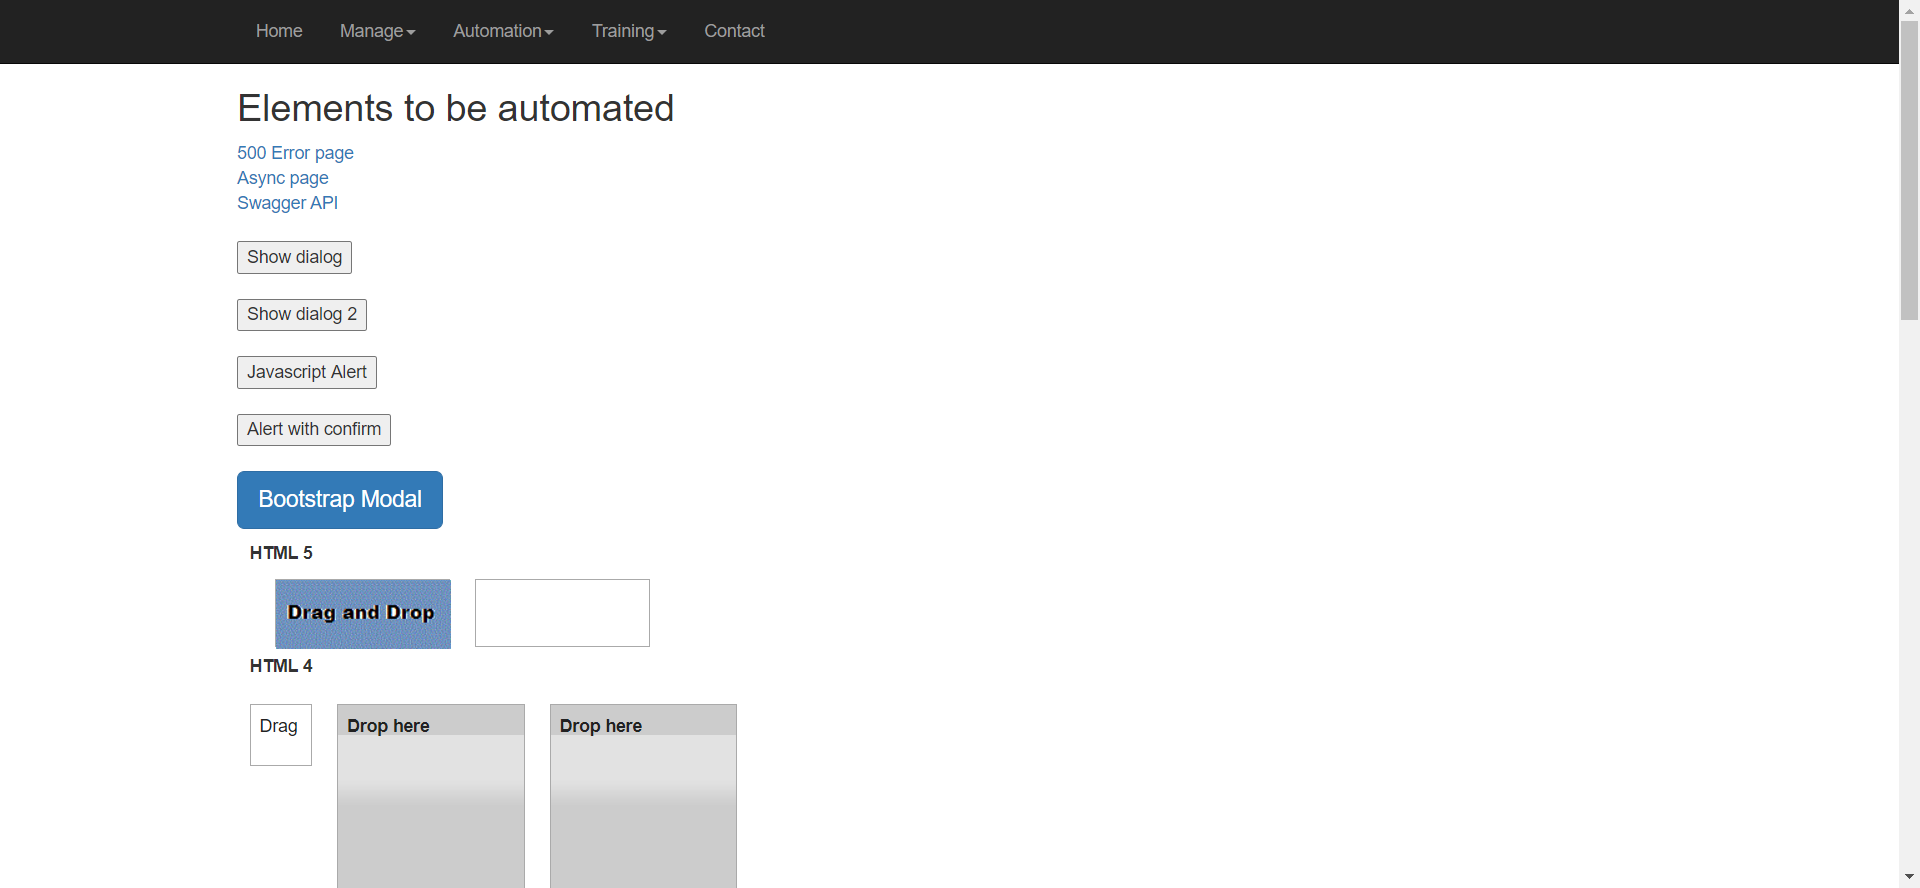 Home Manage Automation Training Contact
Elements to be automated
500 Error page
Async page
Swagger API
Show dialog
Show dialog 2
Javascript Alert
Alert with confirm
Bootstrap Modal
HTML 5
Drag and Drop
HTML 4
Drag Drop here Drop here